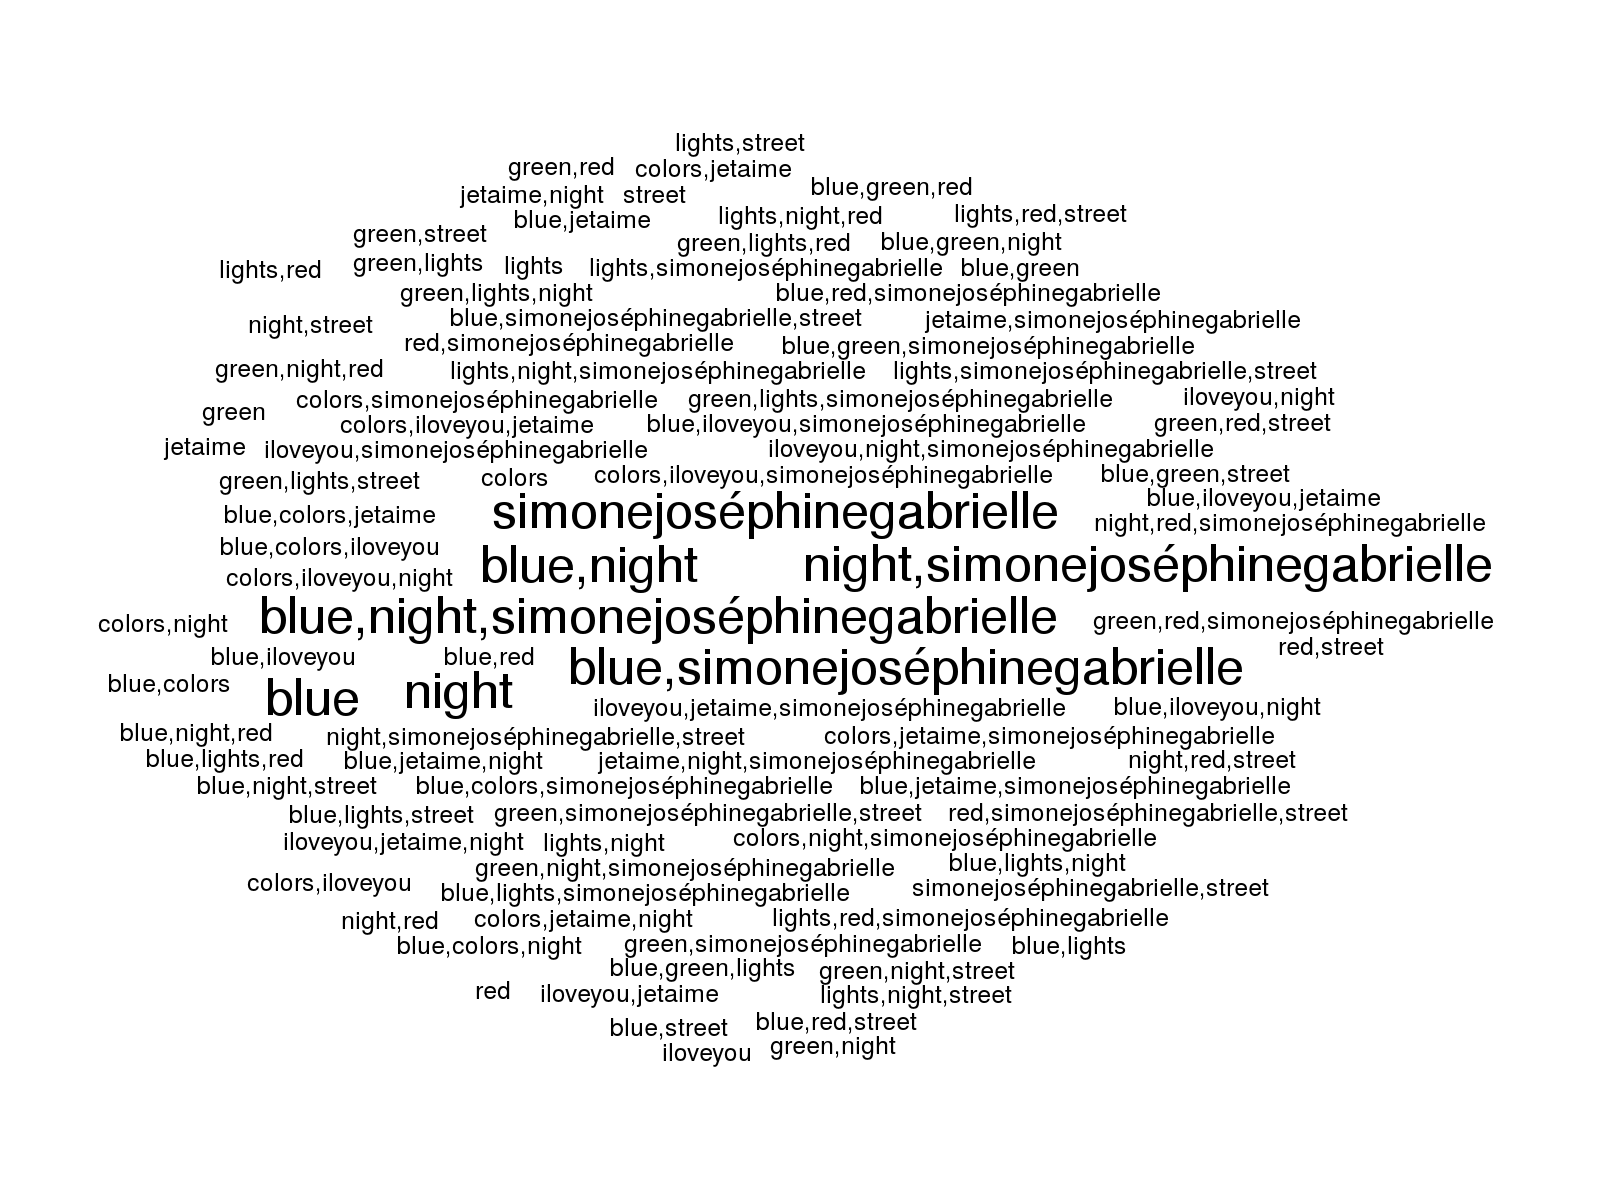 lights,street
green,red colors,jetaime
jetaime,night street blue,green,red
blue,jetaime lights,night,red lights,red,street
green,street green,lights,red blue,green,night
lights,red green,lights lights lights,simonejoséphinegabrielle blue,green
green,lights,night blue,red,simonejoséphinegabrielle
night,street blue,simonejoséphinegabrielle,street jetaime,simonejoséphinegabrielle
red,simonejoséphinegabrielle blue,green,simonejoséphinegabrielle
green,night,red lights,night,simonejoséphinegabrielle lights,simonejoséphinegabrielle,street
green colors,simonejoséphinegabrielle green,lights,simonejoséphinegabrielle iloveyou,night
colors,iloveyou,jetaime blue,iloveyou,simonejoséphinegabrielle green,red,street
jetaime iloveyou,simonejoséphinegabrielle iloveyou,night,simonejoséphinegabrielle
green,lights,street colors colors,iloveyou,simonejoséphinegabrielle blue,green,street
blue,iloveyou,jetaime
blue,colors,jetaime simonejoséphinegabrielle night,red,simonejoséphinegabrielle
blue,colors,iloveyou
colors,iloveyou,night blue,night night,simonejoséphinegabrielle
colors,night blue,night,simonejoséphinegabrielle green,red,simonejoséphinegabrielle
red,street
blue,iloveyou blue,red blue,simonejoséphinegabrielle
blue,colors blue night
iloveyou,jetaime,simonejoséphinegabrielle blue,iloveyou,night
blue,night,red night,simonejoséphinegabrielle,street colors,jetaime,simonejoséphinegabrielle
blue,lights,red blue,jetaime,night jetaime,night,simonejoséphinegabrielle night,red,street
blue,night,street blue,colors,simonejoséphinegabrielle blue,jetaime,simonejoséphinegabrielle
blue,lights,street green,simonejoséphinegabrielle,street red,simonejoséphinegabrielle,street
iloveyou,jetaime,night lights,night colors,night,simonejoséphinegabrielle
green,night,simonejoséphinegabrielle blue,lights,night
colors,iloveyou blue,lights,simonejoséphinegabrielle simonejoséphinegabrielle,street
night,red colors,jetaime,night lights,red,simonejoséphinegabrielle
blue,colors,night green,simonejoséphinegabrielle blue,lights
blue,green,lights green,night,street
red iloveyou,jetaime lights,night,street
blue,street blue,red,street
iloveyou green,night